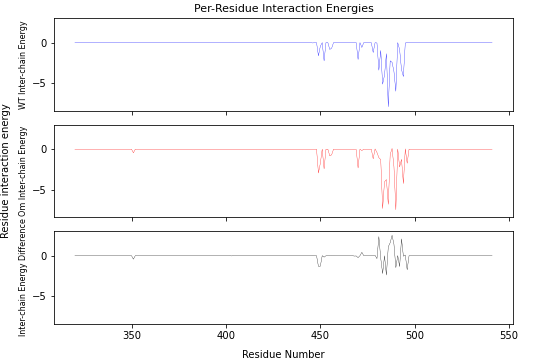 Per-Residue Interaction Energies
Residue interaction energy
WT Inter-chain Energy
0
−5
Om Inter-chain Energy
0
−5
Inter-chain Energy Difference
0
−5
350
400
450
500
550
Residue Number